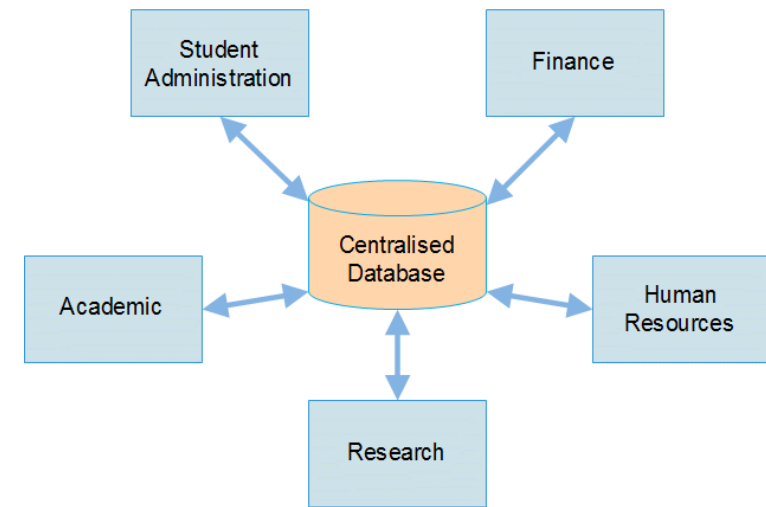 Student
Administration
Finance
Centralised
Database
Academic
Human
Resources
Research